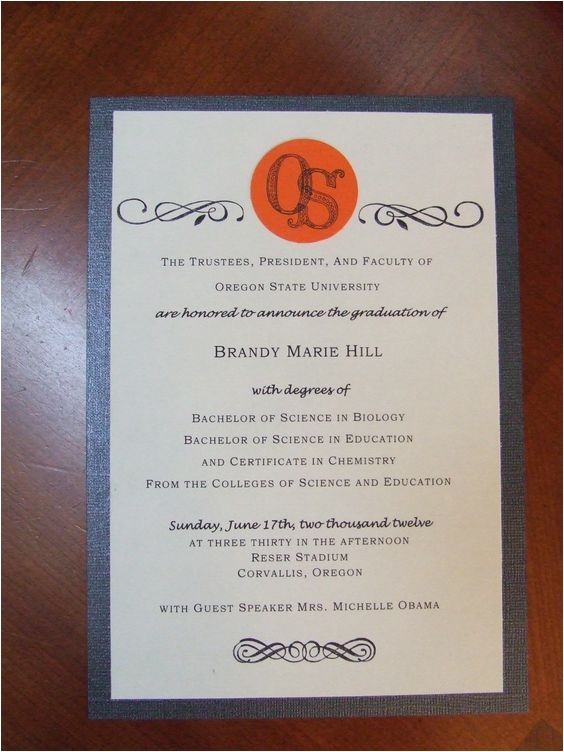 OS
The Trustees, President, And Faculty of
Oregon State University
are honored to announce the graduation of
Brandy Marie Hill
with degrees of
Bachelor of Science in Biology
Bachelor of Science in Education
and Certificate in Chemistry
From the Colleges of Science and Education
Sunday, June 17th, two thousand twelve
at three thirty in the afternoon
Reser Stadium
Corvallis, Oregon
with Guest Speaker Mrs. Michelle Obama